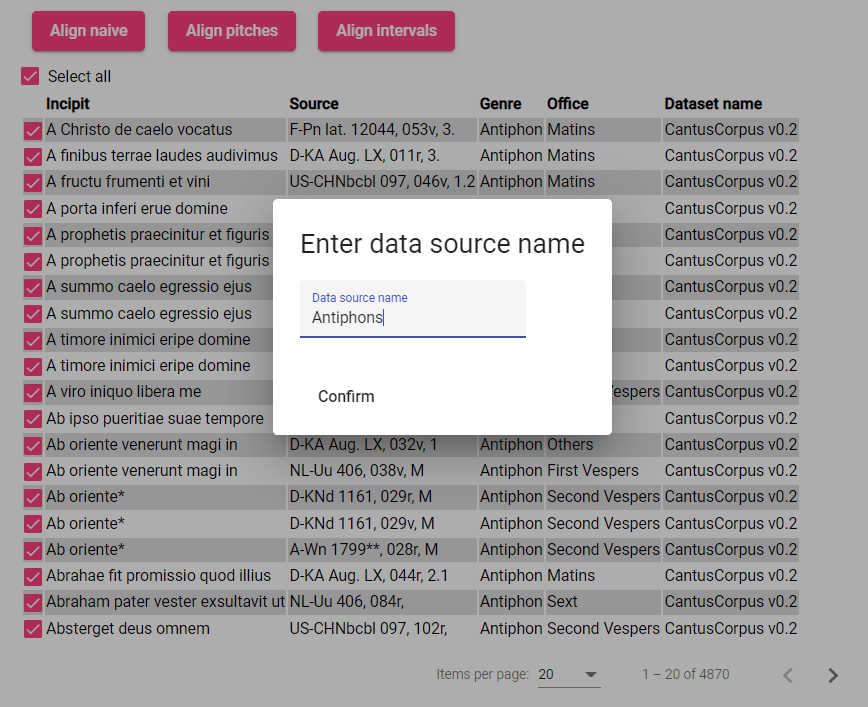 Align naive Align pitches Align intervals
Select all
Incipit Source Genre Office Dataset name
A Christo de caelo vocatus F-Pn lat. 12044, 053v, 3. Antiphon Matins CantusCorpus v0.2
A finibus terrae laudes audivimus D-KA Aug. LX, 011r, 3. Antiphon Matins CantusCorpus v0.2
A fructu frumenti et vini US-CHNbcbl 097, 046v, 1.2 Antiphon Matins CantusCorpus v0.2
A porta inferi erue domine CantusCorpus v0.2
A prophetis praecinitur et figuris CantusCorpus v0.2
A prophetis praecinitur et figuris CantusCorpus v0.2
A summo caelo egressio ejus CantusCorpus v0.2
A summo caelo egressio ejus CantusCorpus v0.2
A timore inimici eripe domine CantusCorpus v0.2
A timore inimici eripe domine CantusCorpus v0.2
A viro iniquo libera me Vespers CantusCorpus v0.2
Ab ipso pueritiae suae tempore CantusCorpus v0.2
Enter data source name
Data source name
Antiphons
Confirm
Ab oriente venerunt magi in D-KA Aug. LX, 032v, 1 Antiphon Others CantusCorpus v0.2
Ab oriente venerunt magi in NL-Uu 406, 038v, M Antiphon First Vespers CantusCorpus v0.2
Ab oriente* D-KNd 1161, 029r, M Antiphon Second Vespers CantusCorpus v0.2
Ab oriente* D-KNd 1161, 029v, M Antiphon Second Vespers CantusCorpus v0.2
Ab oriente* A-Wn 1799**, 028r, M Antiphon Second Vespers CantusCorpus v0.2
Abrahae fit promissio quod illius D-KA Aug. LX, 044r, 2.1 Antiphon Matins CantusCorpus v0.2
Abraham pater vester exsultavit ut NL-Uu 406, 084r, Antiphon Sext CantusCorpus v0.2
Absterget deus omnem US-CHNbcbl 097, 102r, Antiphon Second Vespers CantusCorpus v0.2
Items per page: 20 1 – 20 of 4870